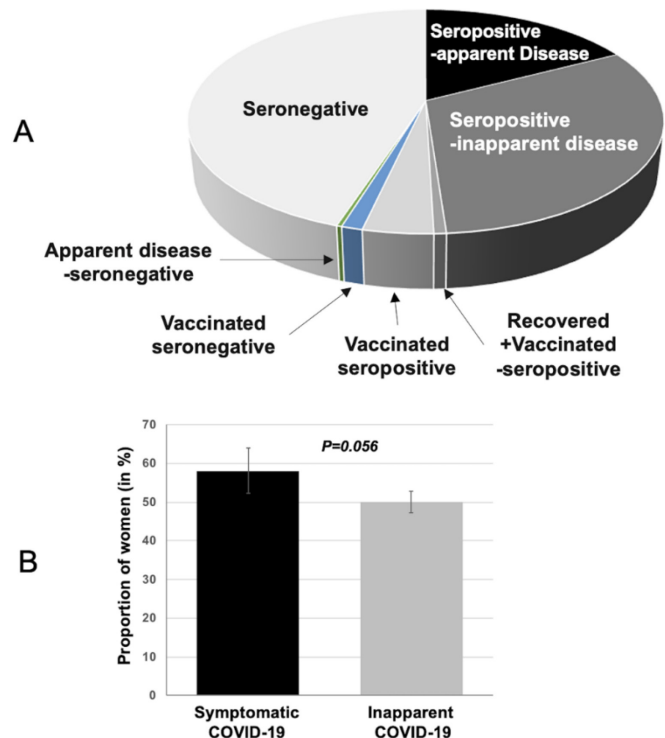 A
Seropositive
-apparent Disease
Seronegative
Seropositive
-inapparent disease
Apparent disease
-seronegative
Vaccinated
seronegative
Vaccinated
seropositive
Recovered
+Vaccinated
-seropositive
B
Proportion of women (in %)
70
60
50
40
30
20
10
0
P=0.056
Symptomatic
COVID-19
Inapparent
COVID-19